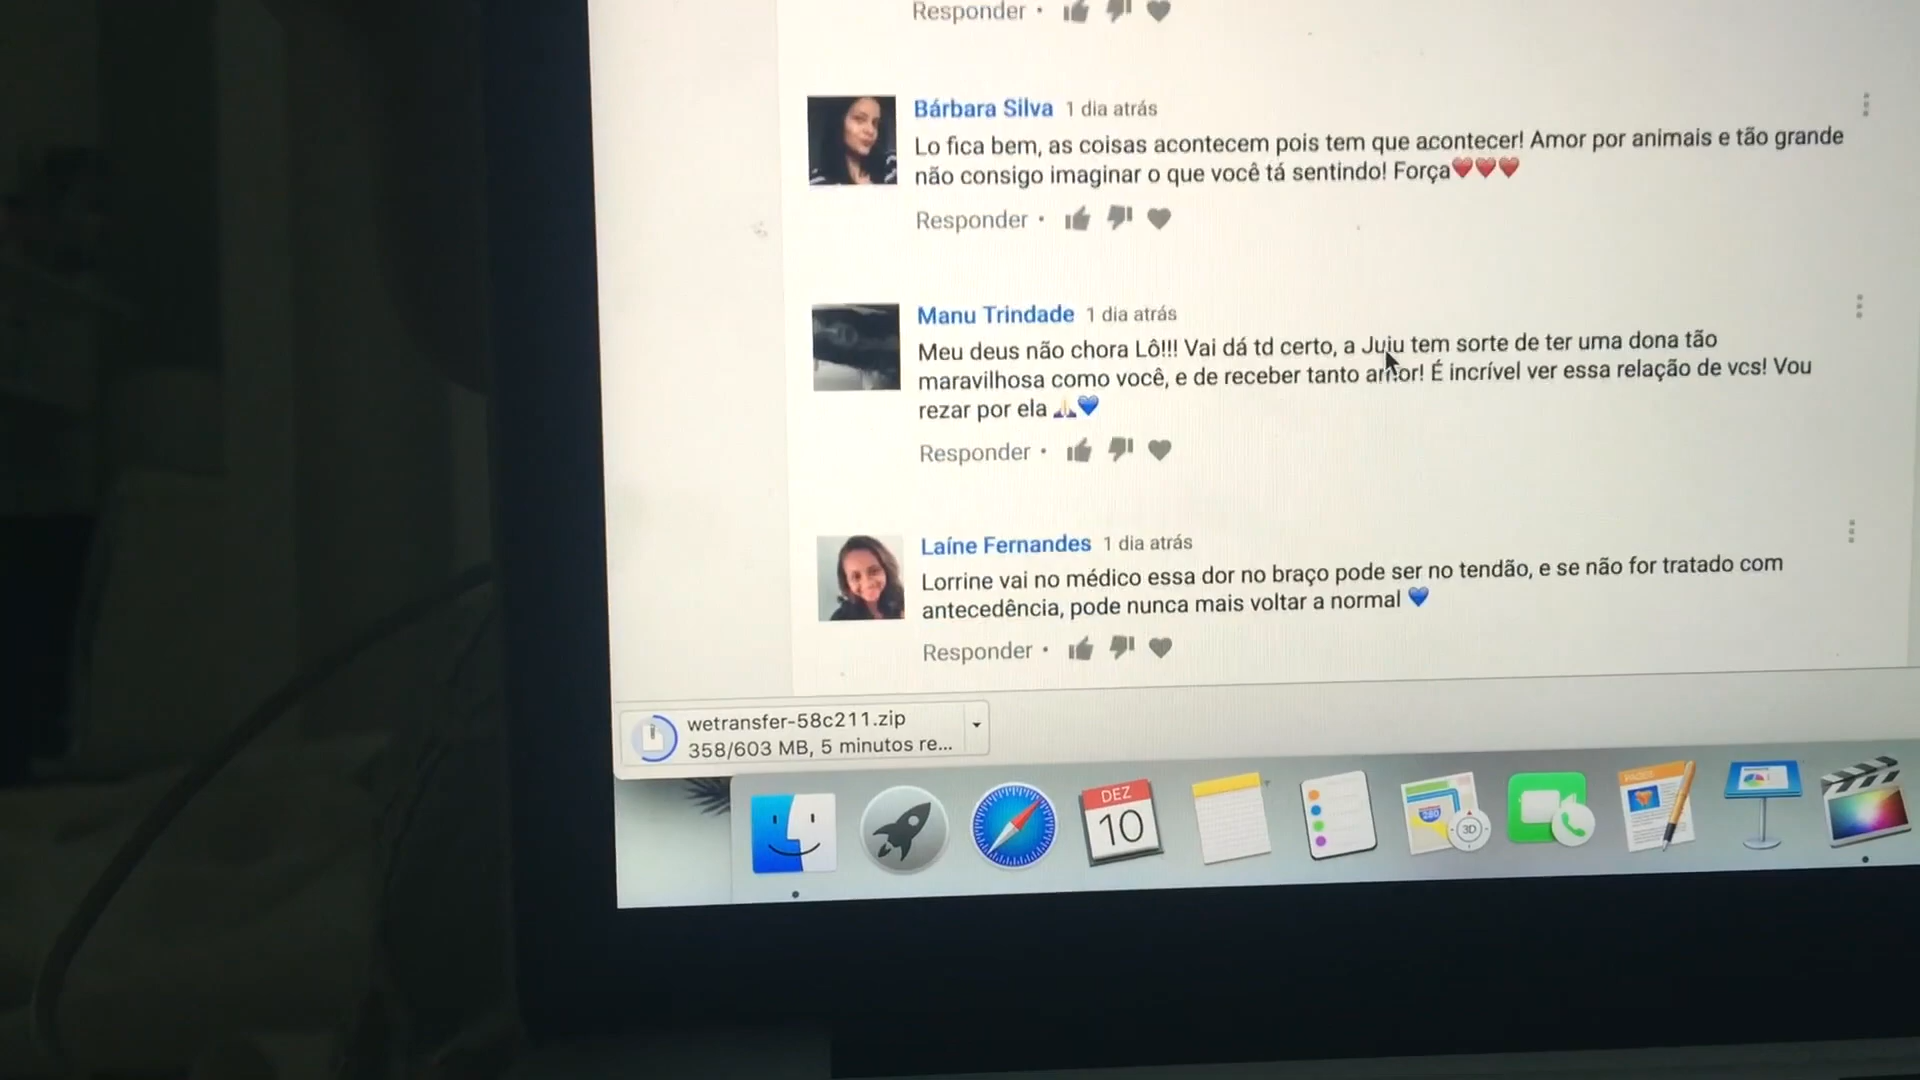 Responder •
Bárbara Silva 1 dia atrás
Lo fica bem, as coisas acontecem pois tem que acontecer! Amor por animais e tão grande
não consigo imaginar o que você tá sentindo! Força❤❤❤
Responder •
Manu Trindade 1 dia atrás
Meu deus não chora Lô!!! Vai dá td certo, a Juju tem sorte de ter uma dona tão
maravilhosa como você, e de receber tanto amor! É incrível ver essa relação de vcs! Vou
rezar por ela 🙏💙
Responder •
Laíne Fernandes 1 dia atrás
Lorrine vai no médico essa dor no braço pode ser no tendão, e se não for tratado com
antecedência, pode nunca mais voltar a normal 💙
Responder •
wetransfer-58c211.zip
358/603 MB, 5 minutos re...
DEZ
10
280
3D
PAGES